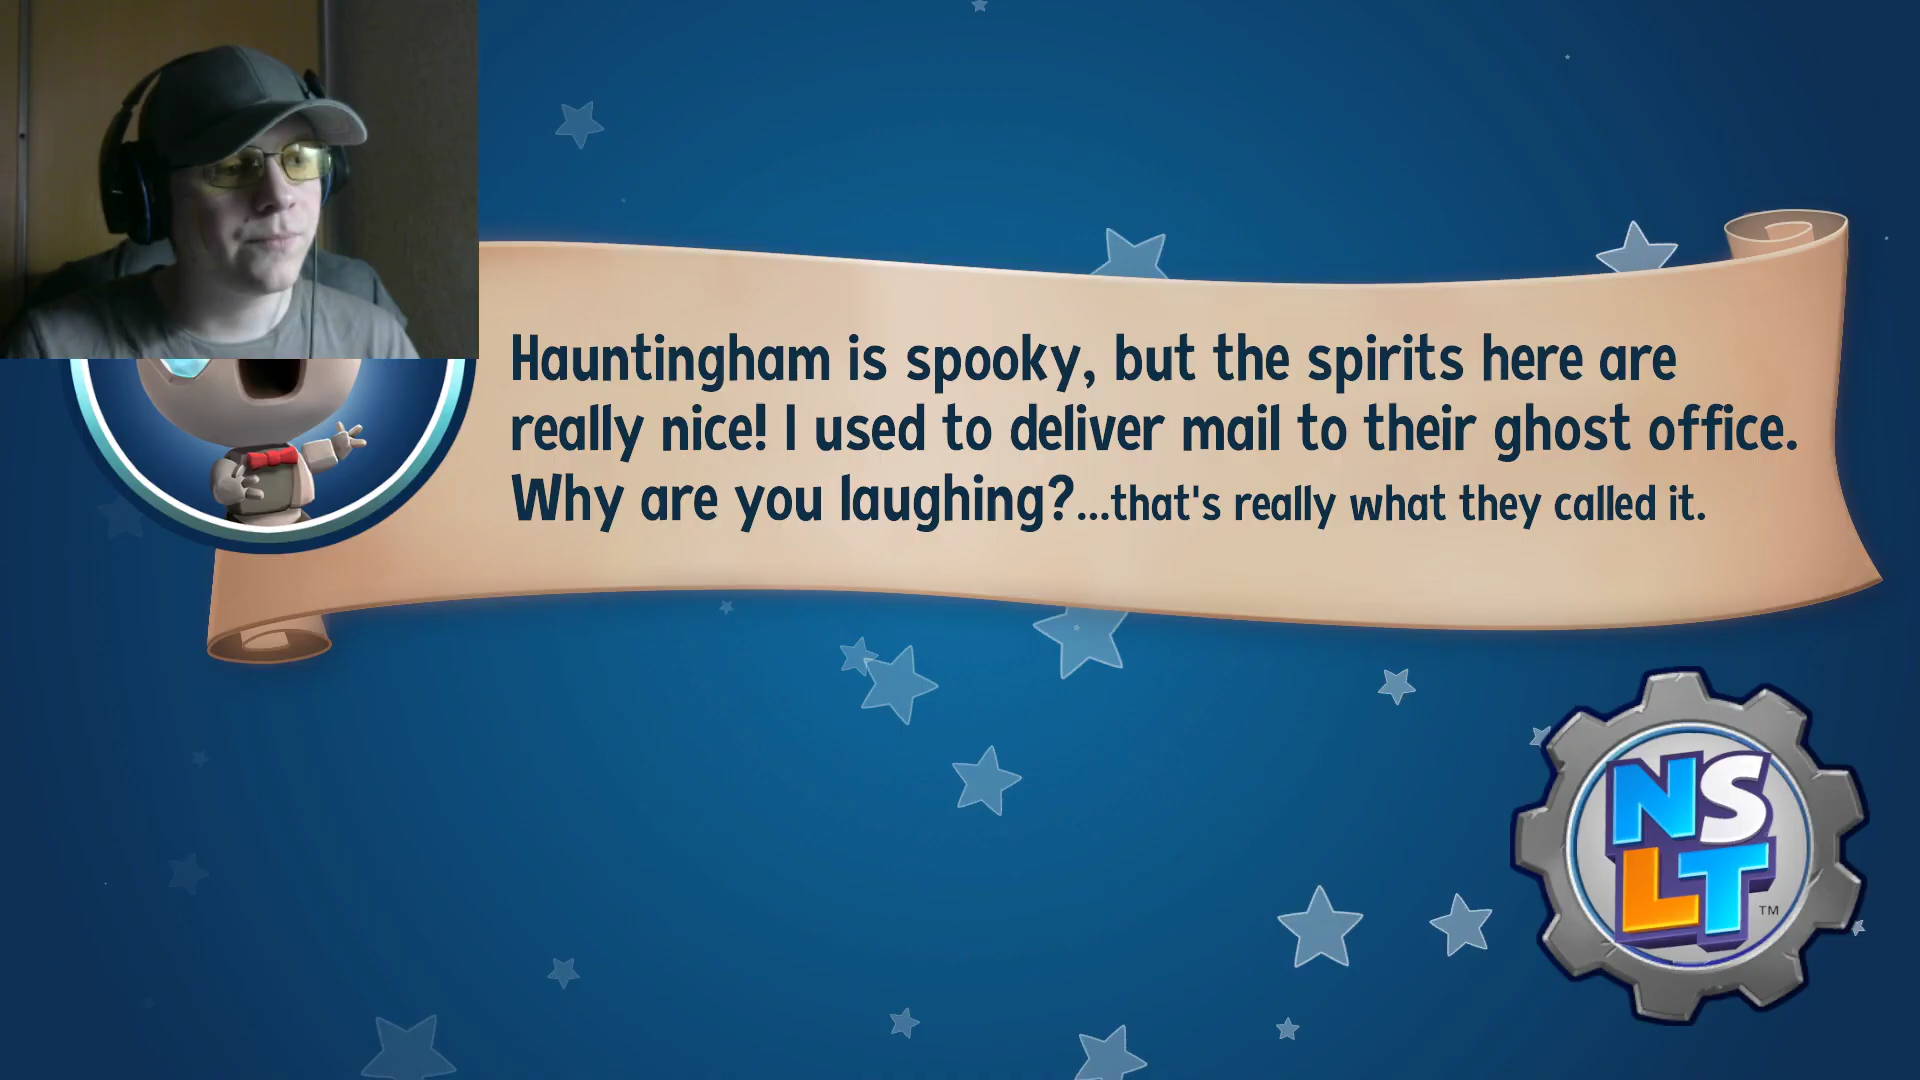 Hauntingham is spooky, but the spirits here are
really nice! I used to deliver mail to their ghost office.
Why are you laughing?...that's really what they called it.
NS
LT
TM